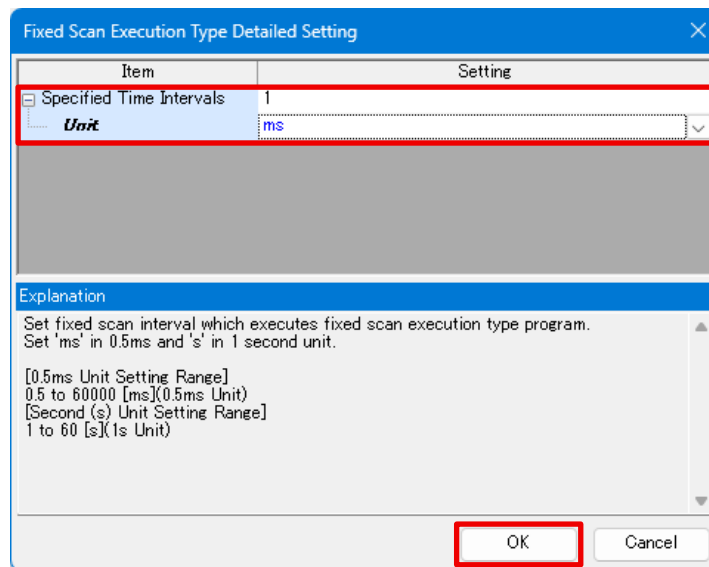 Fixed Scan Execution Type Detailed Setting
Item Setting
Specified Time Intervals 1
Unit ms
Explanation
Set fixed scan interval which executes fixed scan execution type program.
Set 'ms' in 0.5ms and 's' in 1 second unit.
[0.5ms Unit Setting Range]
0.5 to 60000 [ms](0.5ms Unit)
[Second (s) Unit Setting Range]
1 to 60 [s](1s Unit)
OK Cancel